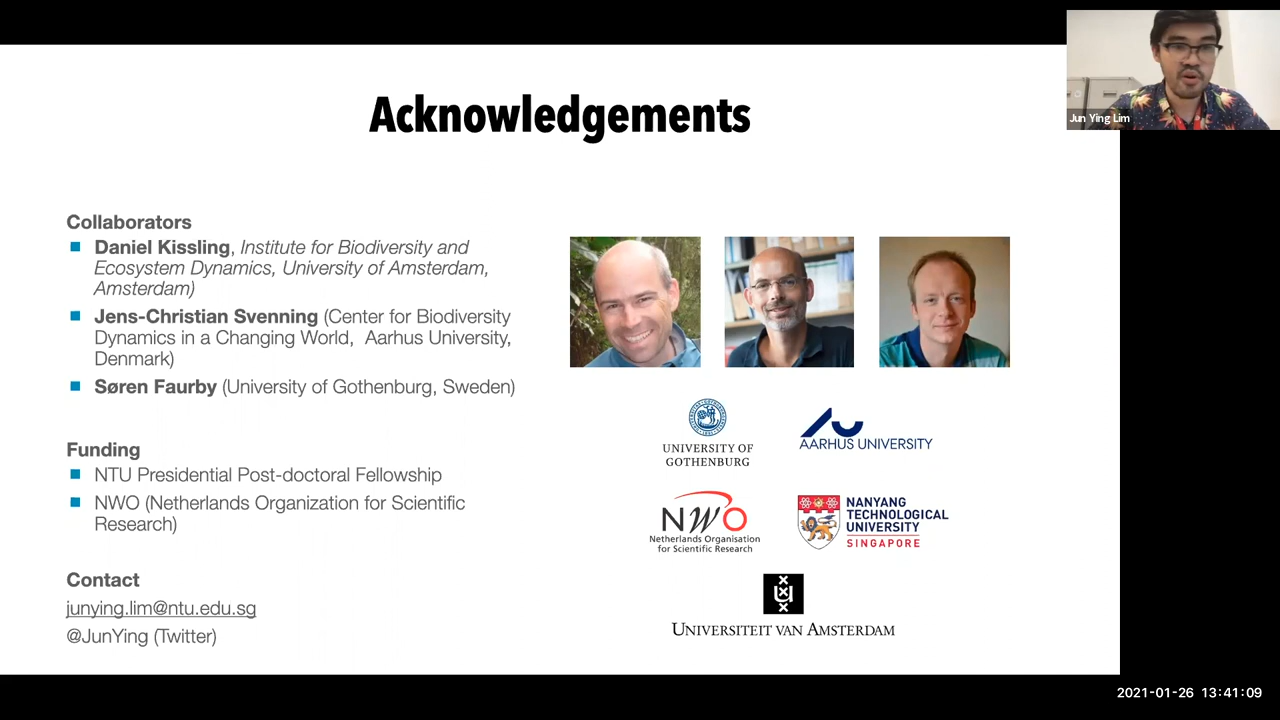 Acknowledgements
Jun Ying Lim
Collaborators
Daniel Kissling, Institute for Biodiversity and
Ecosystem Dynamics, University of Amsterdam,
Amsterdam)
Jens-Christian Svenning (Center for Biodiversity
Dynamics in a Changing World, Aarhus University,
Denmark)
Søren Faurby (University of Gothenburg, Sweden)
Funding
NTU Presidential Post-doctoral Fellowship
NWO (Netherlands Organization for Scientific
Research)
Contact
junying.lim@ntu.edu.sg
@JunYing (Twitter)
UNIVERSITY OF
GOTHENBURG
AARHUS UNIVERSITY
NWO
Netherlands Organisation
for Scientific Research
NANYANG
TECHNOLOGICAL
UNIVERSITY
SINGAPORE
UNIVERSITEIT VAN AMSTERDAM
2021-01-26 13:41:09